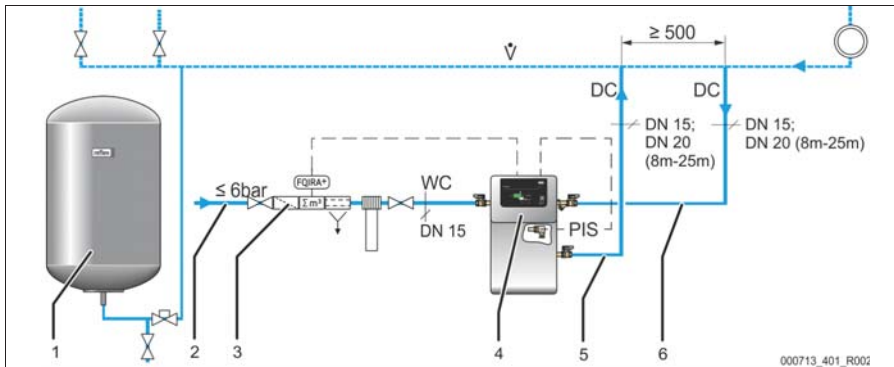 ≥ 500
V̇
DC
DC
DN 15;
DN 20
(8m-25m)
DN 15;
DN 20 (8m-25m)
≤ 6bar
FQIRA+
∑ m³
WC
DN 15
PIS
1
2
3
4
5
6
000713_401_R002